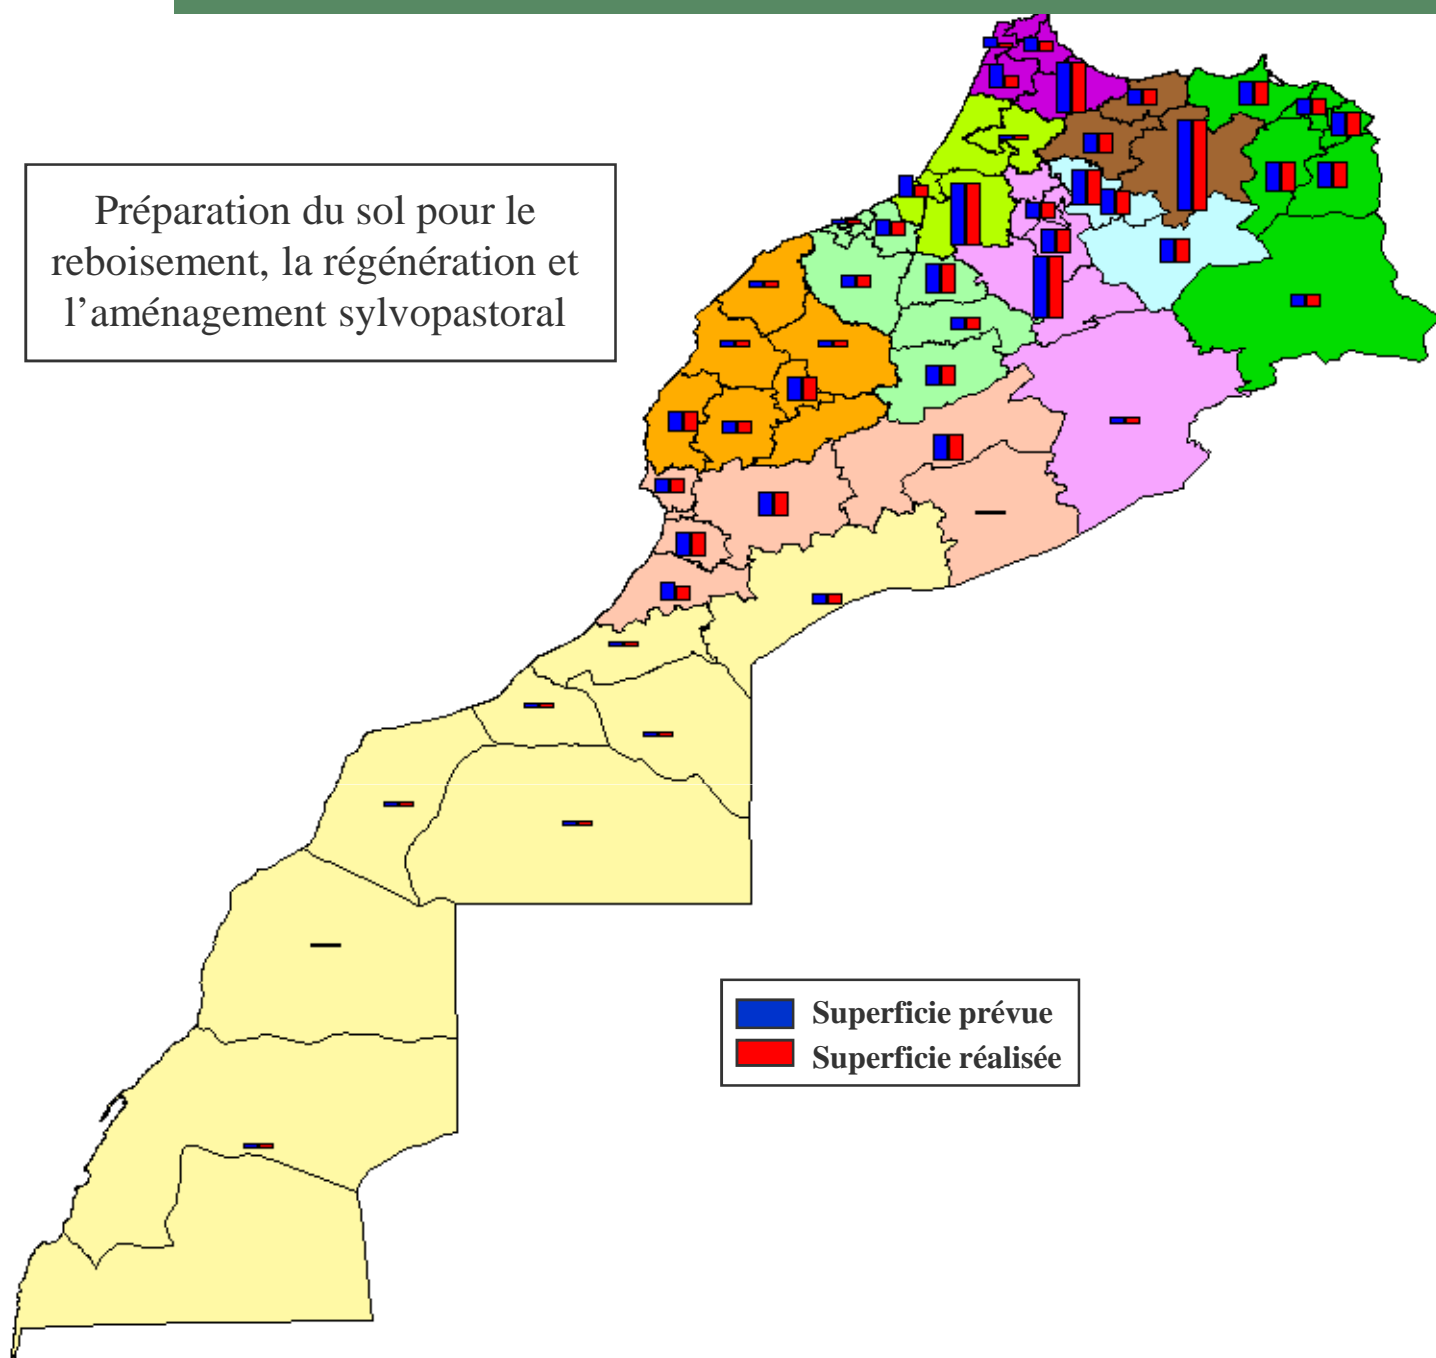 Préparation du sol pour le
reboisement, la régénération et
l’aménagement sylvopastoral
Superficie prévue
Superficie réalisée